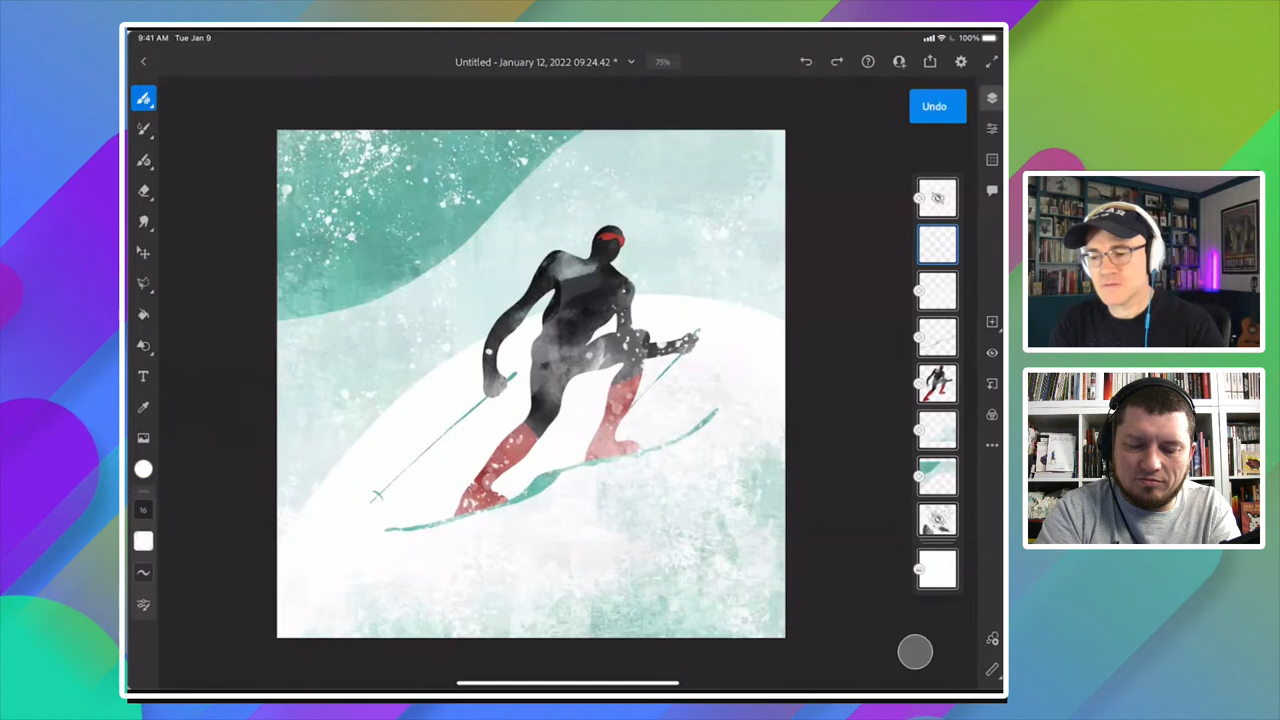 9:41 AM Tue Jan 9
100%
Untitled - January 12, 2022 09.24.42 *
75%
Undo
T
16